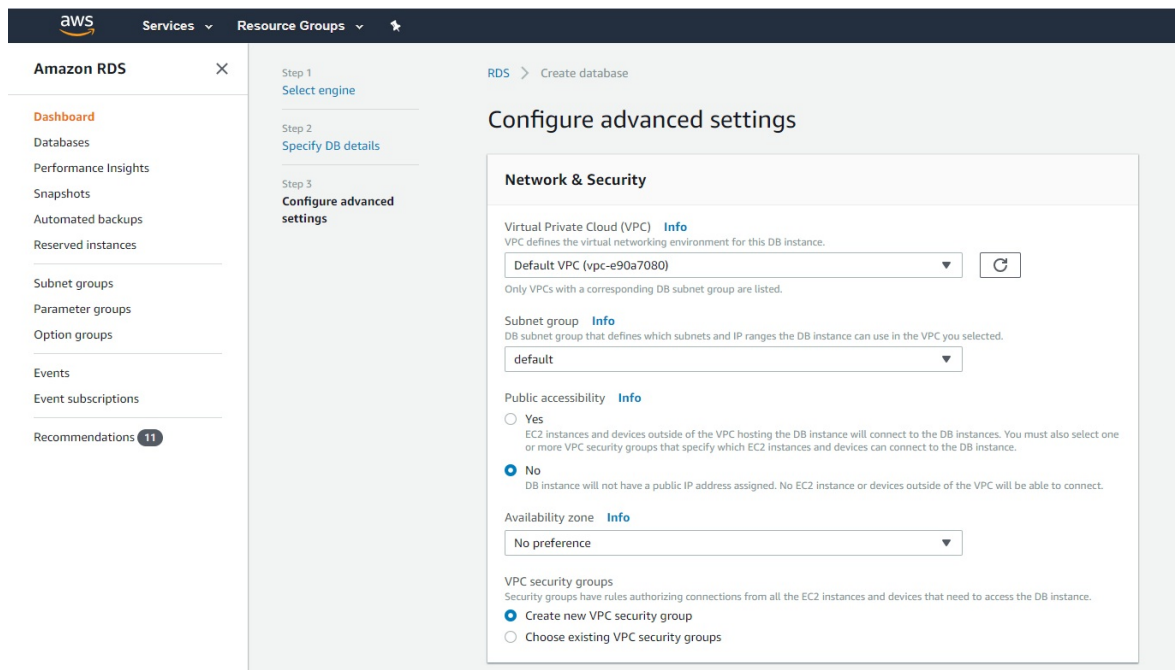 aws
Services
Resource Groups
Amazon RDS
Dashboard
Databases
Performance Insights
Snapshots
Automated backups
Reserved instances
Subnet groups
Parameter groups
Option groups
Events
Event subscriptions
Recommendations 11
Step 1
Select engine
Step 2
Specify DB details
Step 3
Configure advanced
settings
RDS > Create database
Configure advanced settings
Network & Security
Virtual Private Cloud (VPC) Info
VPC defines the virtual networking environment for this DB instance.
Default VPC (vpc-e90a7080)
Only VPCs with a corresponding DB subnet group are listed.
Subnet group Info
DB subnet group that defines which subnets and IP ranges the DB instance can use in the VPC you selected.
default
Public accessibility Info
Yes
EC2 instances and devices outside of the VPC hosting the DB instance will connect to the DB instances. You must also select one
or more VPC security groups that specify which EC2 instances and devices can connect to the DB instance.
No
DB instance will not have a public IP address assigned. No EC2 instance or devices outside of the VPC will be able to connect.
Availability zone Info
No preference
VPC security groups
Security groups have rules authorizing connections from all the EC2 instances and devices that need to access the DB instance.
Create new VPC security group
Choose existing VPC security groups